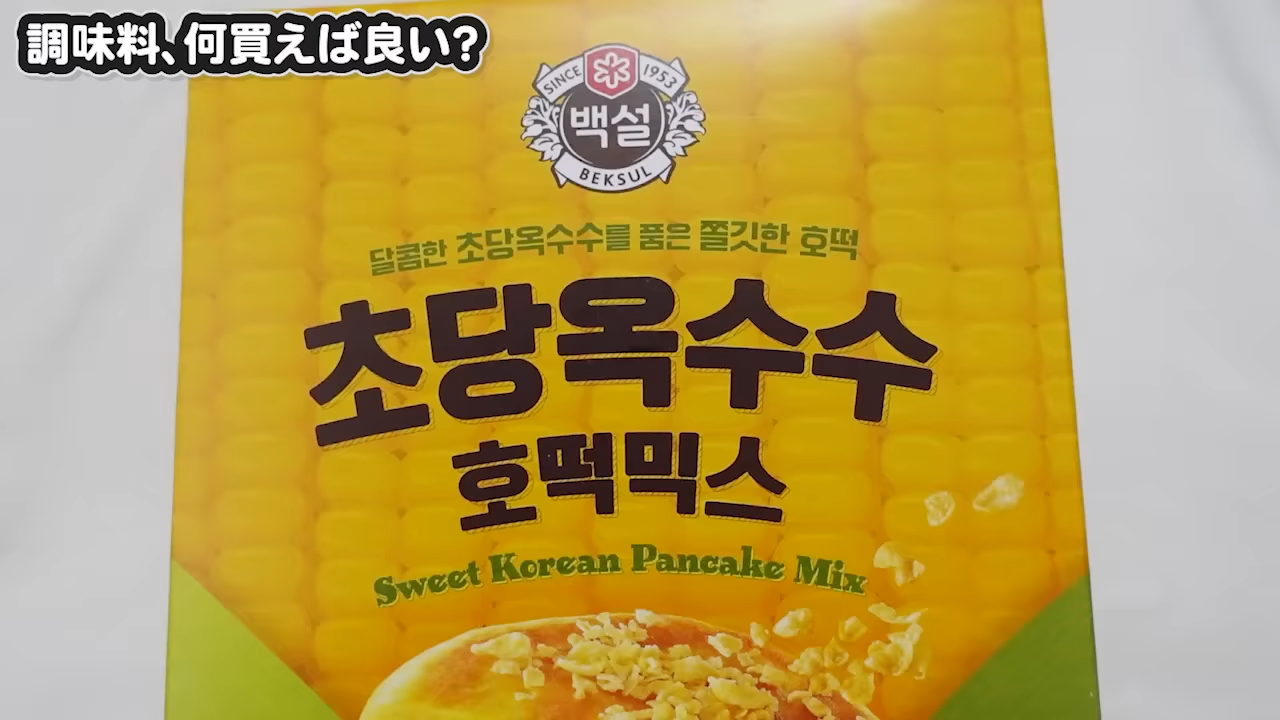 調味料、何買えば良い?
SINCE 1953
백설
BEKSUL
달콤한 초당옥수수를 품은 쫄깃한 호떡
초당옥수수
호떡믹스
Sweet Korean Pancake Mix